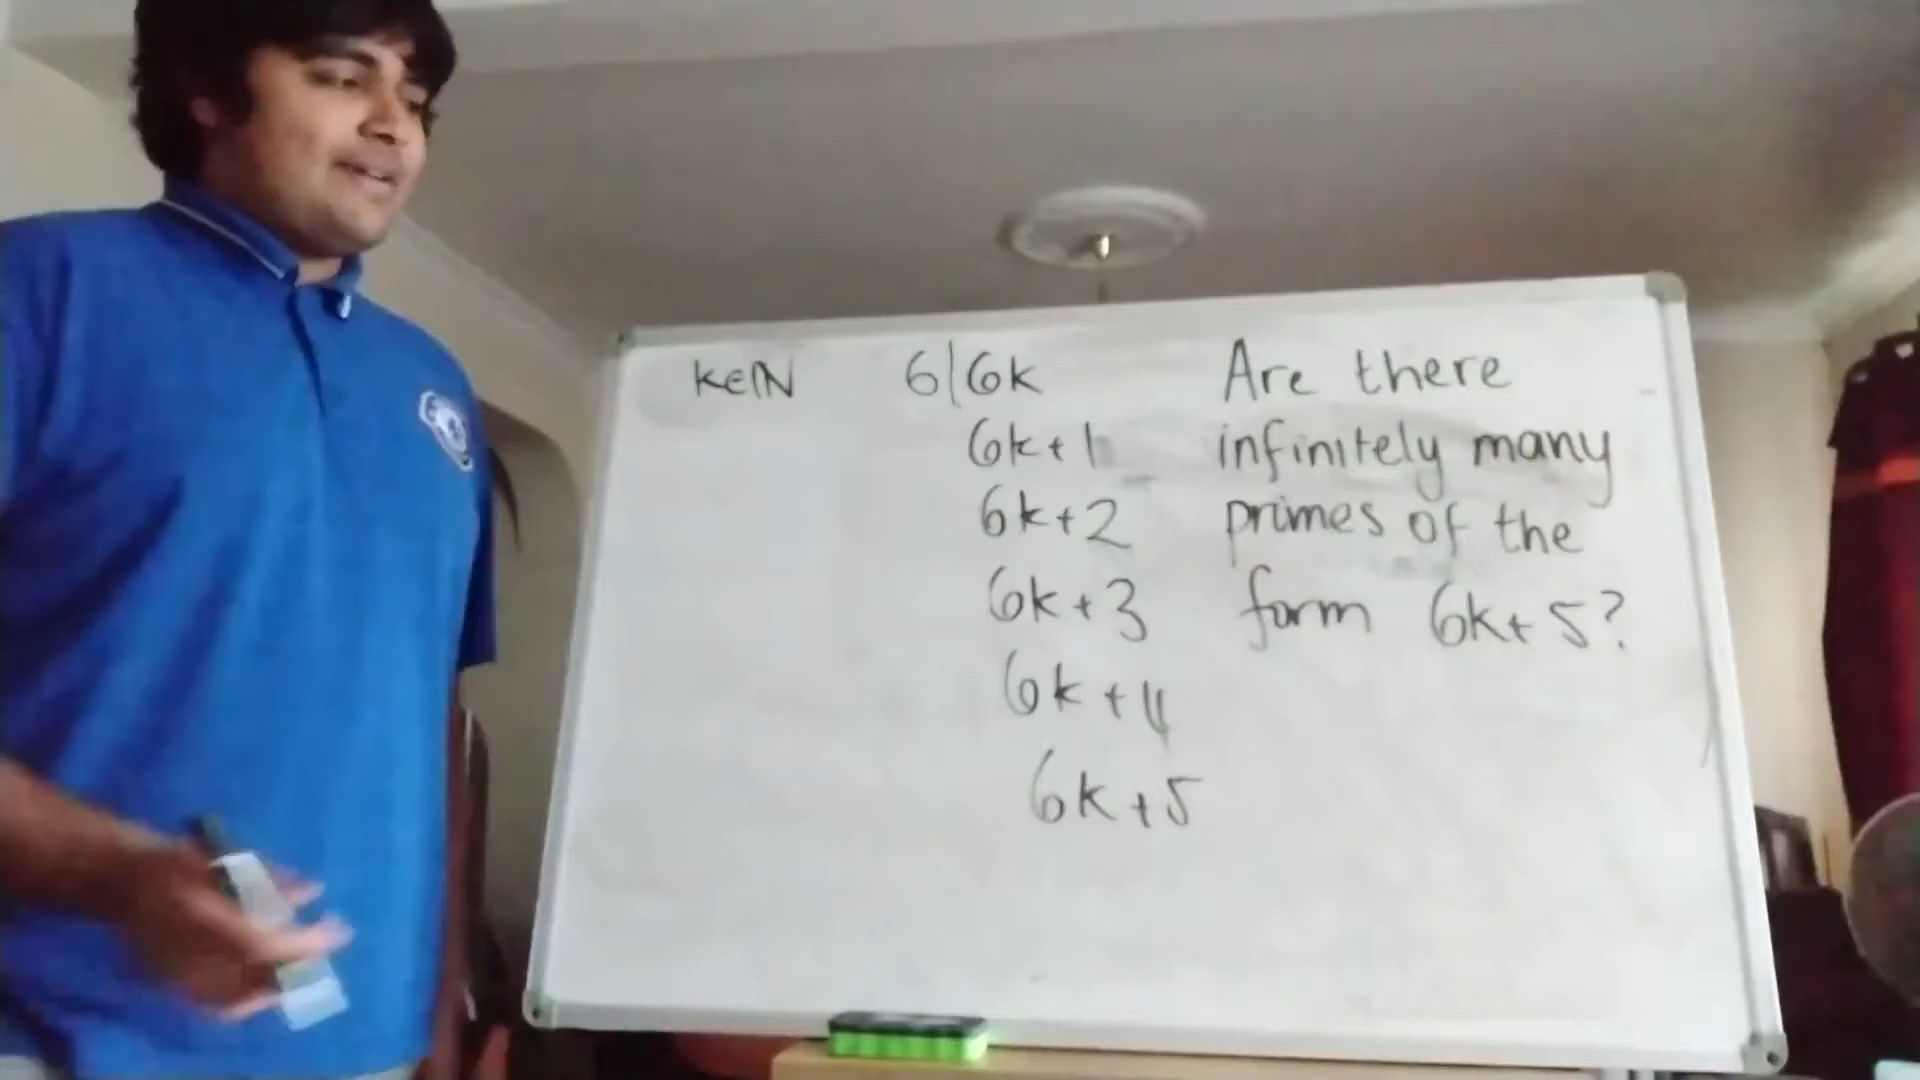 k∈ℕ
6|6k
6k+1
6k+2
6k+3
6k+4
6k+5
Are there
infinitely many
primes of the
form 6k+5?